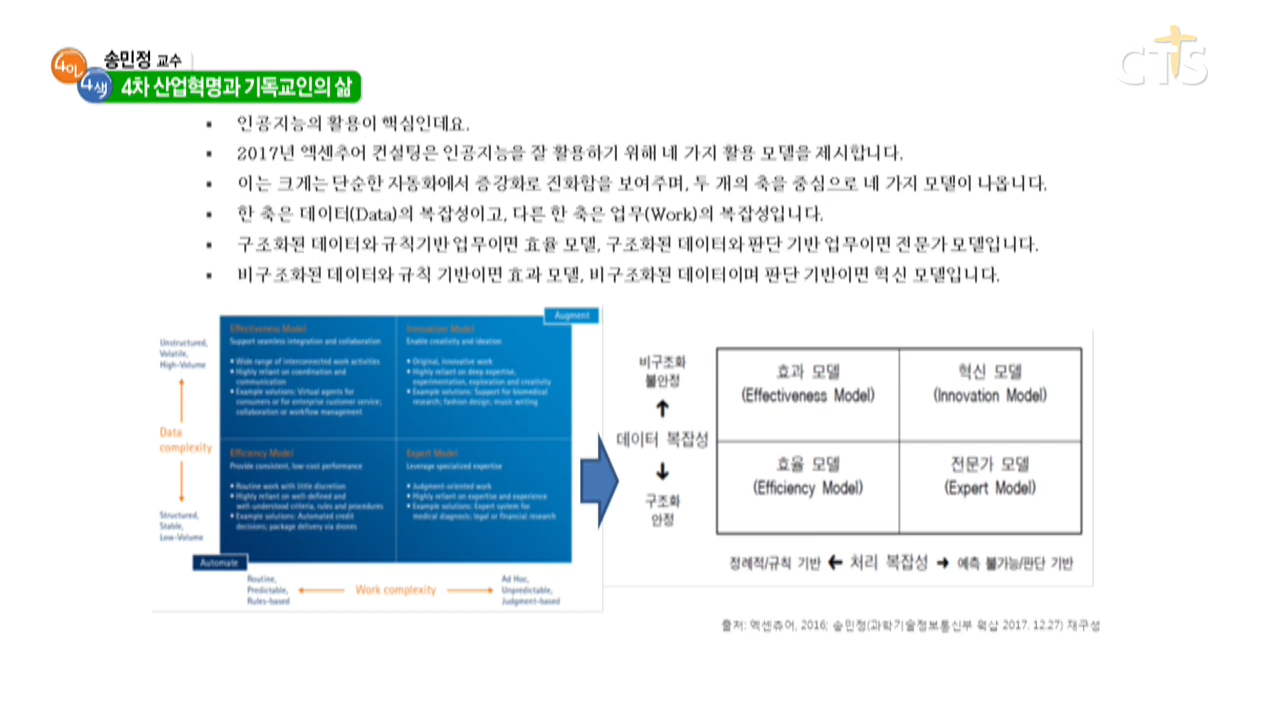 4인
4색
송민정 교수
4차 산업혁명과 기독교인의 삶
CTS
▪ 인공지능의 활용이 핵심인데요.
▪ 2017년 엑센추어 컨설팅은 인공지능을 잘 활용하기 위해 네 가지 활용 모델을 제시합니다.
▪ 이는 크게는 단순한 자동화에서 증강화로 진화함을 보여주며, 두 개의 축을 중심으로 네 가지 모델이 나옵니다.
▪ 한 축은 데이터(Data)의 복잡성이고, 다른 한 축은 업무(Work)의 복잡성입니다.
▪ 구조화된 데이터와 규칙기반 업무이면 효율 모델, 구조화된 데이터와 판단 기반 업무이면 전문가 모델입니다.
▪ 비구조화된 데이터와 규칙 기반이면 효과 모델, 비구조화된 데이터이며 판단 기반이면 혁신 모델입니다.
Augment
Unstructured,
Volatile,
High-Volume
Data
complexity
Structured,
Stable,
Low-Volume
Effectiveness Model
Support seamless integration and collaboration
• Wide range of interconnected work activities
• Highly reliant on coordination and
communication
• Example solutions: Virtual agents for
consumers or for enterprise customer service;
collaboration or workflow management
Innovation Model
Enable creativity and ideation
• Original, innovative work
• Highly reliant on deep expertise,
experimentation, exploration and creativity
• Example solutions: Support for biomedical
research; fashion design; music writing
Efficiency Model
Provide consistent, low-cost performance
• Routine work with little discretion
• Highly reliant on well-defined and
well-understood criteria, rules and procedures
• Example solutions: Automated credit
decisions; package delivery via drones
Expert Model
Leverage specialized expertise
• Judgment-oriented work
• Highly reliant on expertise and experience
• Example solutions: Expert system for
medical diagnosis; legal or financial research
Automate
Routine,
Predictable,
Rules-based
Work complexity
Ad Hoc,
Unpredictable,
Judgment-based
비구조화
불안정
데이터 복잡성
구조화
안정
효과 모델
(Effectiveness Model)
혁신 모델
(Innovation Model)
효율 모델
(Efficiency Model)
전문가 모델
(Expert Model)
정례적/규칙 기반 ← 처리 복잡성 → 예측 불가능/판단 기반
출처: 엑센츄어, 2016; 송민정(과학기술정보통신부 웍샵 2017. 12.27) 재구성